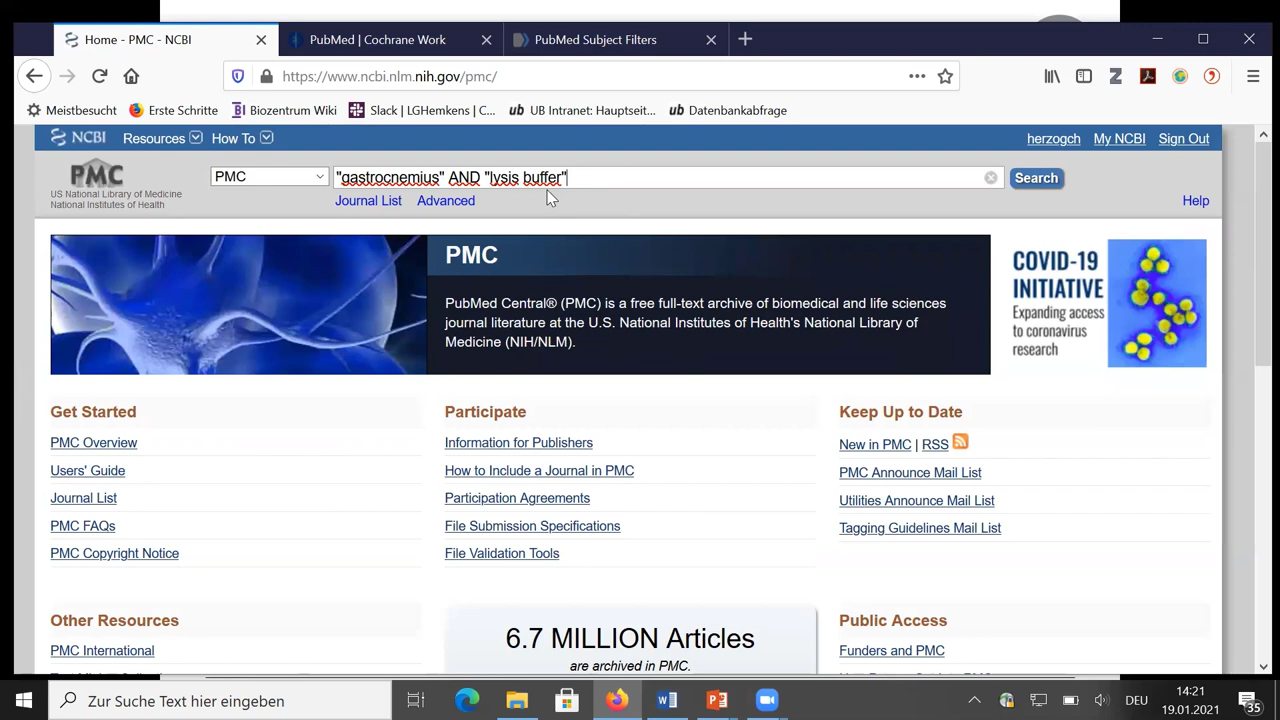 Home - PMC - NCBI
PubMed | Cochrane Work
PubMed Subject Filters
https://www.ncbi.nlm.nih.gov/pmc/
Meistbesucht
Erste Schritte
Biozentrum Wiki
Slack | LGHemkens | C...
UB Intranet: Hauptseit...
Datenbankabfrage
NCBI Resources How To
herzogch My NCBI Sign Out
PMC
US National Library of Medicine
National Institutes of Health
PMC
"gastrocnemius" AND "lysis buffer"
Search
Journal List Advanced
Help
PMC
PubMed Central® (PMC) is a free full-text archive of biomedical and life sciences
journal literature at the U.S. National Institutes of Health's National Library of
Medicine (NIH/NLM).
COVID-19
INITIATIVE
Expanding access
to coronavirus
research
Get Started
PMC Overview
Users' Guide
Journal List
PMC FAQs
PMC Copyright Notice
Participate
Information for Publishers
How to Include a Journal in PMC
Participation Agreements
File Submission Specifications
File Validation Tools
Keep Up to Date
New in PMC | RSS
PMC Announce Mail List
Utilities Announce Mail List
Tagging Guidelines Mail List
Other Resources
PMC International
6.7 MILLION Articles
are archived in PMC.
Public Access
Funders and PMC
Zur Suche Text hier eingeben
DEU
14:21
19.01.2021
35